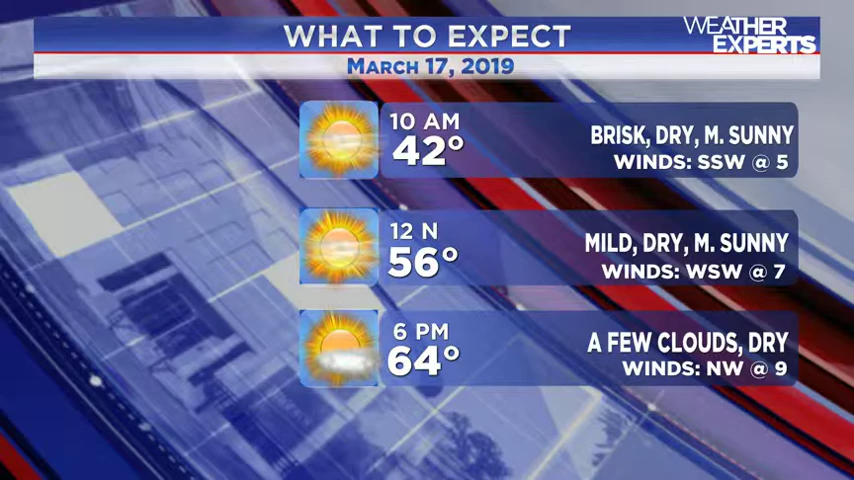 WHAT TO EXPECT
WEATHER
EXPERTS
MARCH 17, 2019
10 AM
42°
BRISK, DRY, M. SUNNY
WINDS: SSW @ 5
12 N
56°
MILD, DRY, M. SUNNY
WINDS: WSW @ 7
6 PM
64°
A FEW CLOUDS, DRY
WINDS: NW @ 9